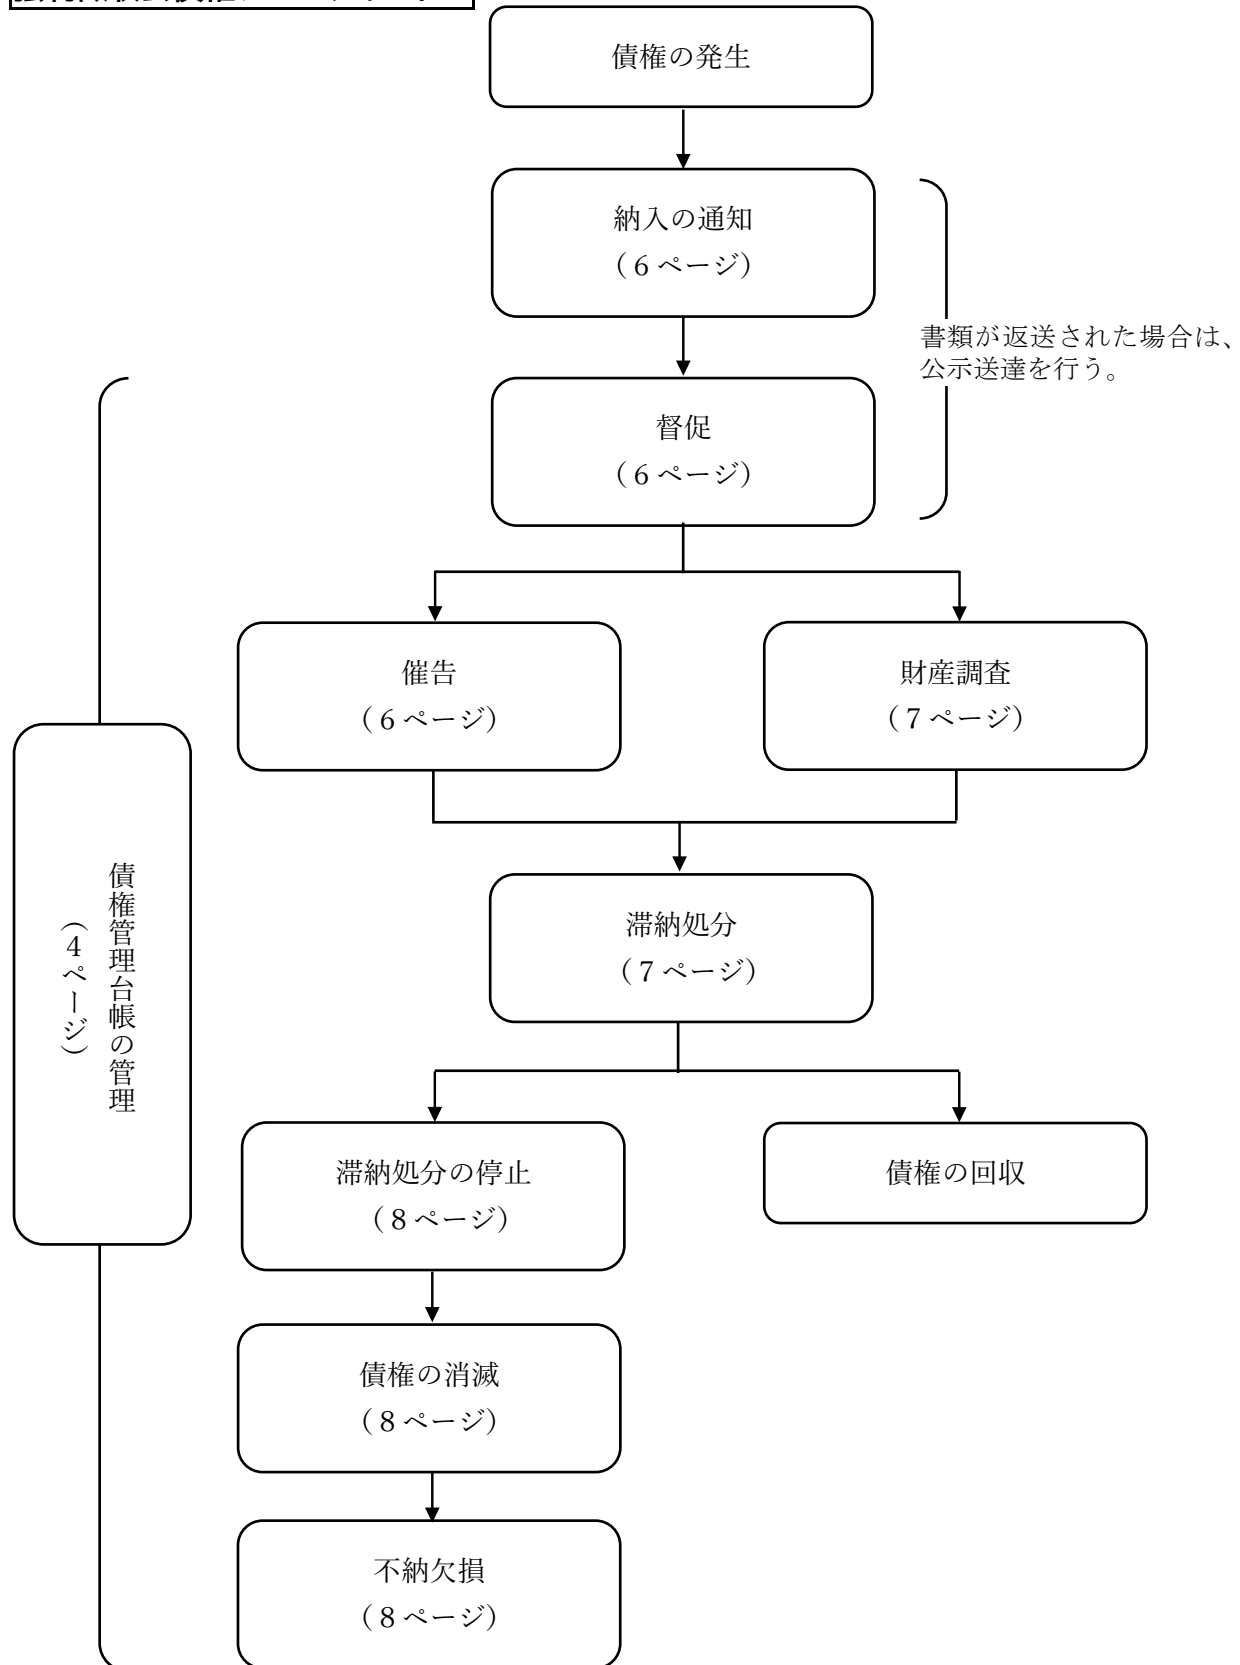 債権の発生
納入の通知
（６ページ）
書類が返送された場合は、
公示送達を行う。
督促
（６ページ）
催告
（６ページ）
財産調査
（７ページ）
債権管理台帳の管理
（４ページ）
滞納処分
（７ページ）
滞納処分の停止
（８ページ）
債権の回収
債権の消滅
（８ページ）
不納欠損
（８ページ）